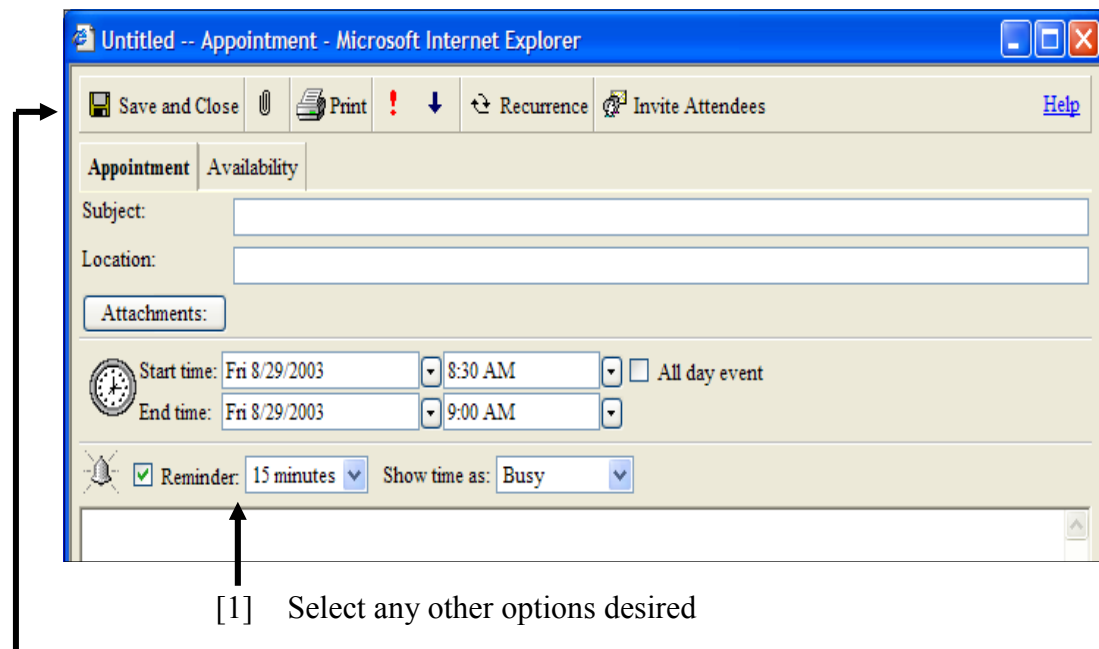 Untitled -- Appointment - Microsoft Internet Explorer
Save and Close Print ! Recurrence Invite Attendees Help
Appointment Availability
Subject:
Location:
Attachments:
Start time: Fri 8/29/2003 8:30 AM All day event
End time: Fri 8/29/2003 9:00 AM
Reminder: 15 minutes Show time as: Busy
[1] Select any other options desired